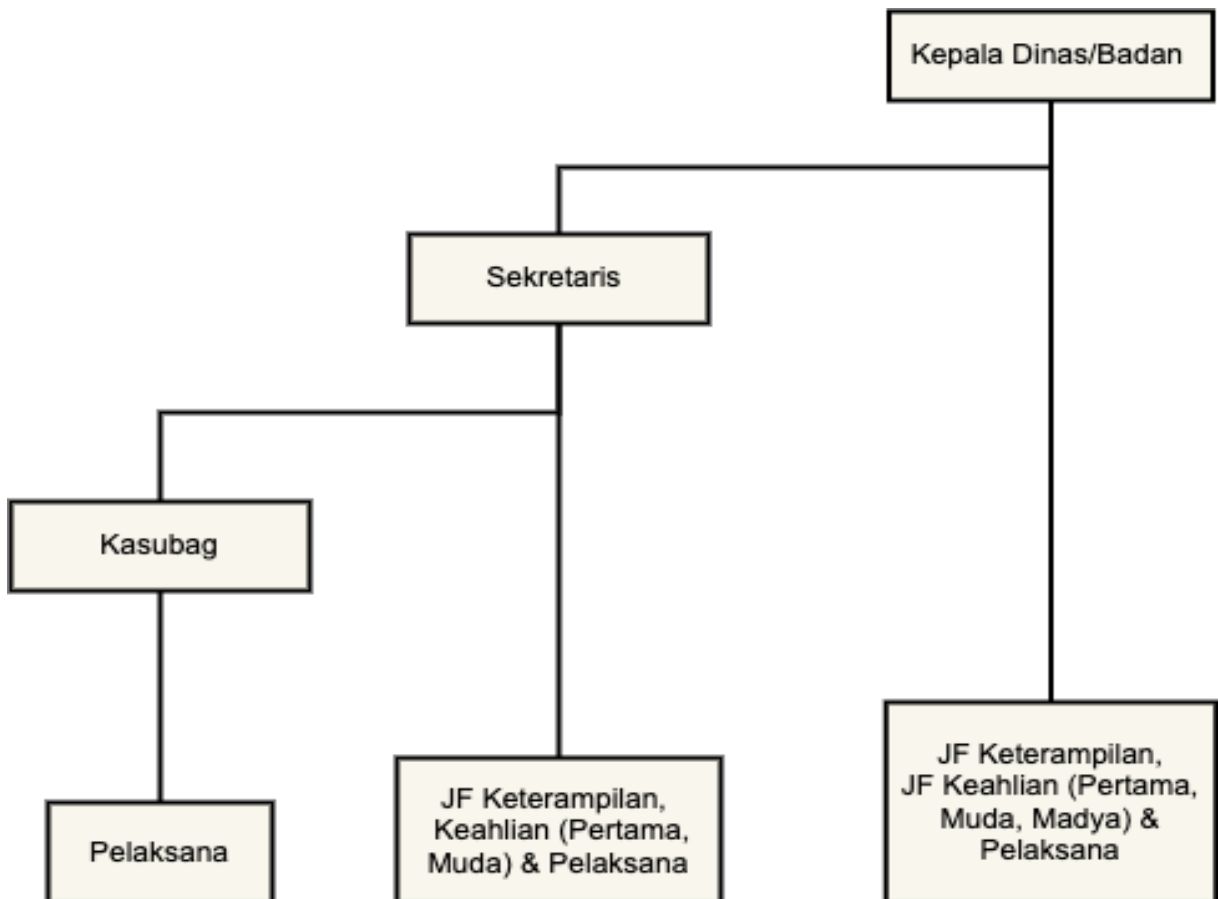 Kepala Dinas/Badan
Sekretaris
Kasubag
Pelaksana
JF Keterampilan,
Keahlian (Pertama,
Muda) & Pelaksana
JF Keterampilan,
JF Keahlian (Pertama,
Muda, Madya) &
Pelaksana